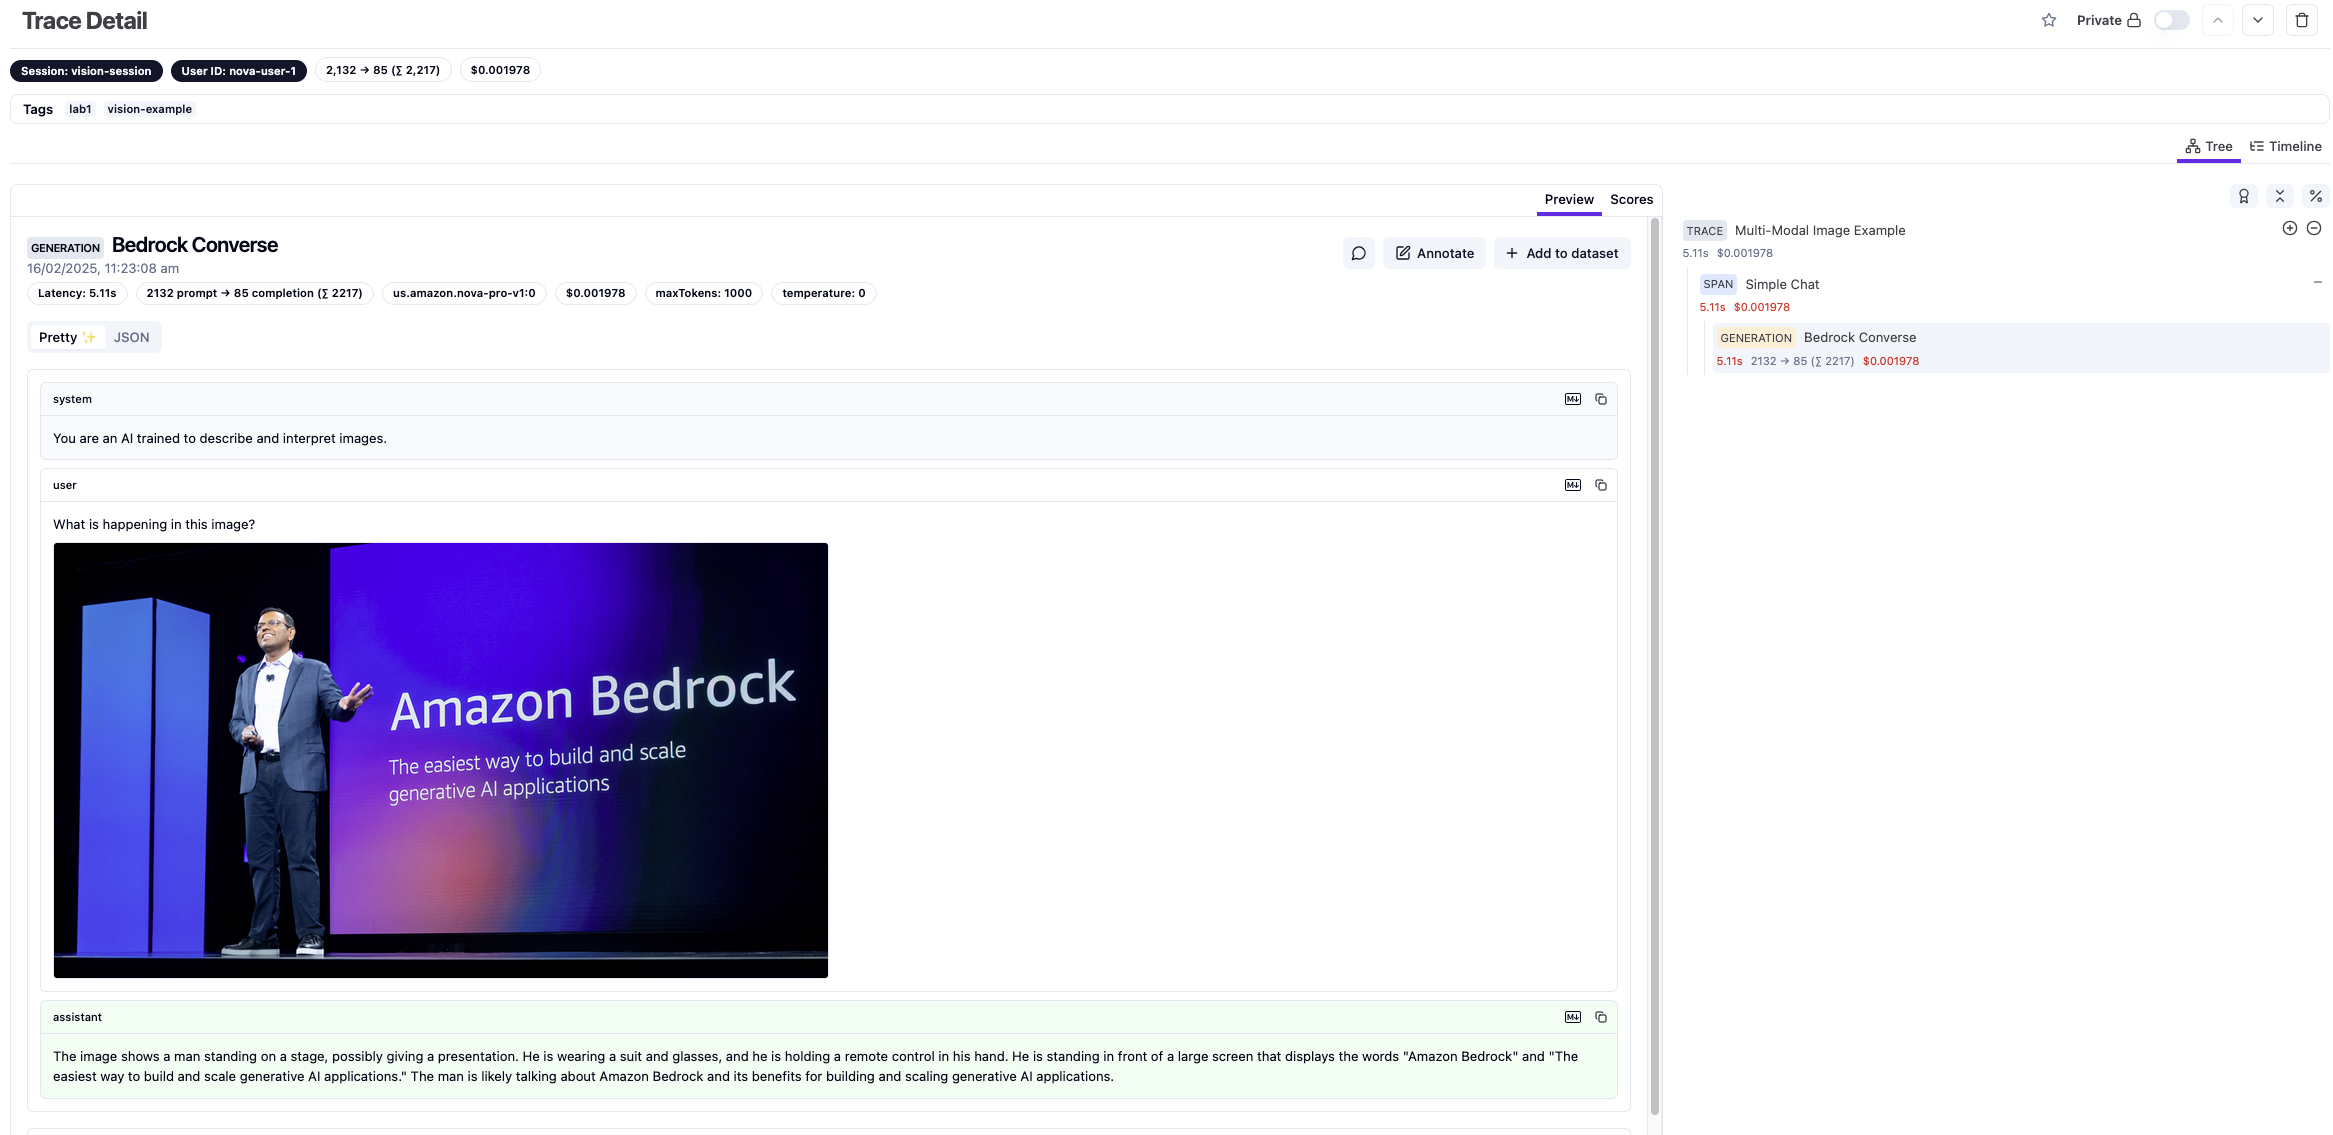 Trace Detail
Private
Session: vision-session
User ID: nova-user-1
2,132 → 85 (∑ 2,217)
$0.001978
Tags
lab1
vision-example
Tree
Timeline
Preview
Scores
GENERATION Bedrock Converse
16/02/2025, 11:23:08 am
Annotate
Add to dataset
Latency: 5.11s
2132 prompt → 85 completion (∑ 2217)
us.amazon.nova-pro-v1:0
$0.001978
maxTokens: 1000
temperature: 0
Pretty ✨
JSON
system
You are an AI trained to describe and interpret images.
user
What is happening in this image?
Amazon Bedrock
The easiest way to build and scale
generative AI applications
assistant
The image shows a man standing on a stage, possibly giving a presentation. He is wearing a suit and glasses, and he is holding a remote control in his hand. He is standing in front of a large screen that displays the words "Amazon Bedrock" and "The
easiest way to build and scale generative AI applications." The man is likely talking about Amazon Bedrock and its benefits for building and scaling generative AI applications.
TRACE Multi-Modal Image Example
5.11s $0.001978
SPAN Simple Chat
5.11s $0.001978
GENERATION Bedrock Converse
5.11s 2132 → 85 (∑ 2217) $0.001978